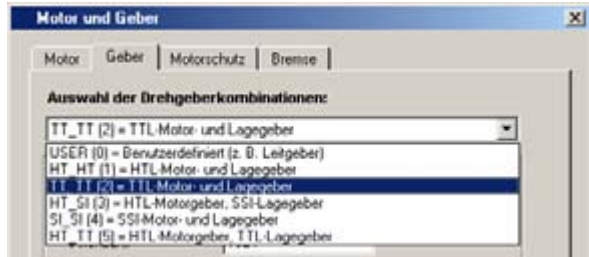 Motor und Geber
Motor Geber Motorschutz Bremse
Auswahl der Drehgeberkombinationen:
TT_TT (2) = TTL-Motor- und Lagegeber
USER (0) = Benutzerdefiniert (z. B. Leitgeber)
HT_HT (1) = HTL-Motor- und Lagegeber
TT_TT (2) = TTL-Motor- und Lagegeber
HT_SI (3) = HTL-Motorgeber, SSI-Lagegeber
SI_SI (4) = SSI-Motor- und Lagegeber
HT_TT (5) = HTL-Motorgeber, TTL-Lagegeber